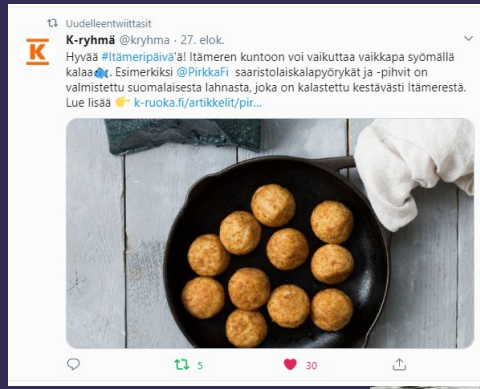 Uudelleentwiittasit
K-ryhmä @kryhma · 27. elok.
Hyvää #Itämeripäivä'ä! Itämeren kuntoon voi vaikuttaa vaikkapa syömällä
kalaa🐟. Esimerkiksi @PirkkaFi saaristolaiskalapyörykät ja -pihvit on
valmistettu suomalaisesta lahnasta, joka on kalastettu kestävästi Itämerestä.
Lue lisää 👉 k-ruoka.fi/artikkelit/pir...
K
5 30